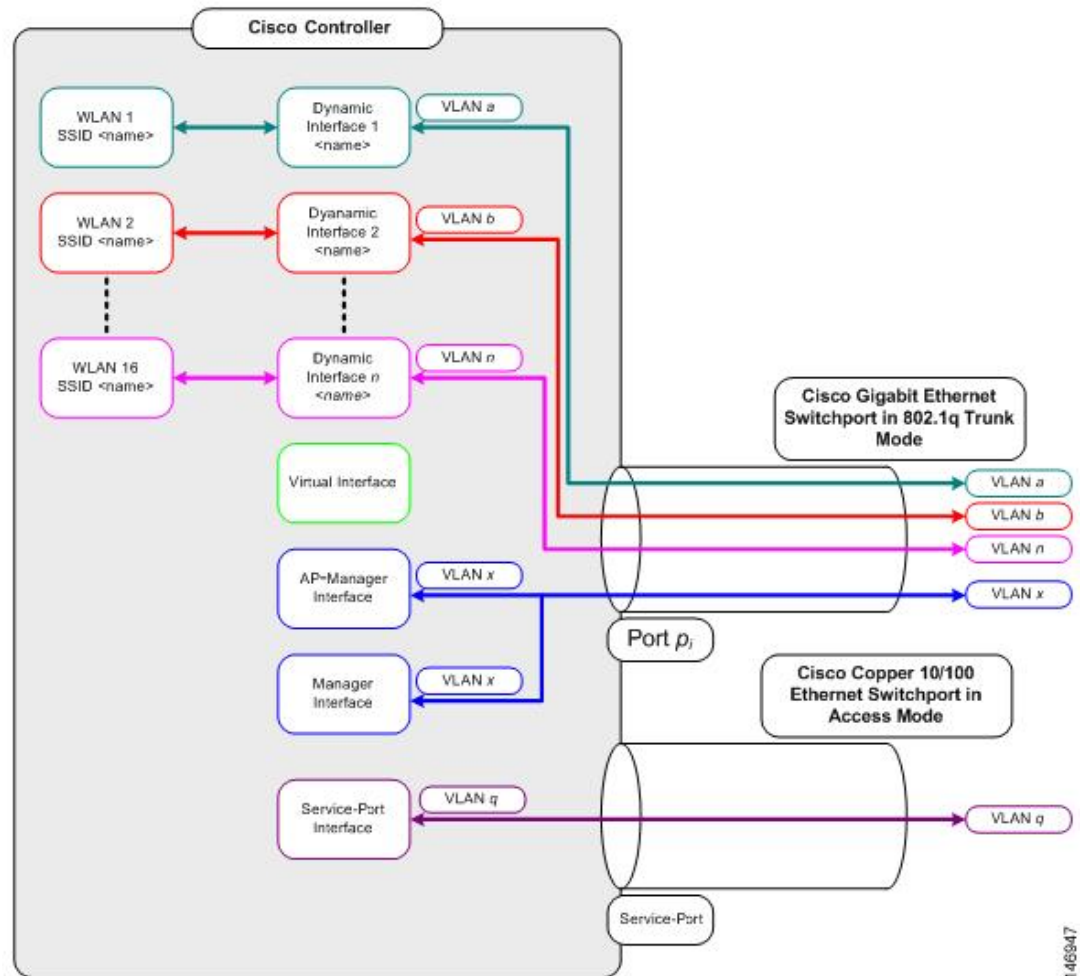 Cisco Controller
WLAN 1
SSID <name>
Dynamic
Interface 1
<name>
VLAN a
WLAN 2
SSID <name>
Dyanamic
Interface 2
<name>
VLAN b
WLAN 16
SSID <name>
Dynamic
Interface n
<name>
VLAN n
Cisco Gigabit Ethernet
Switchport in 802.1q Trunk
Mode
Virtual Interface
VLAN a
VLAN b
VLAN n
AP-Manager
Interface
VLAN x
VLAN x
Port pᵢ
Manager
Interface
VLAN x
Cisco Copper 10/100
Ethernet Switchport in
Access Mode
Service-Port
Interface
VLAN q
VLAN q
Service-Port
146947